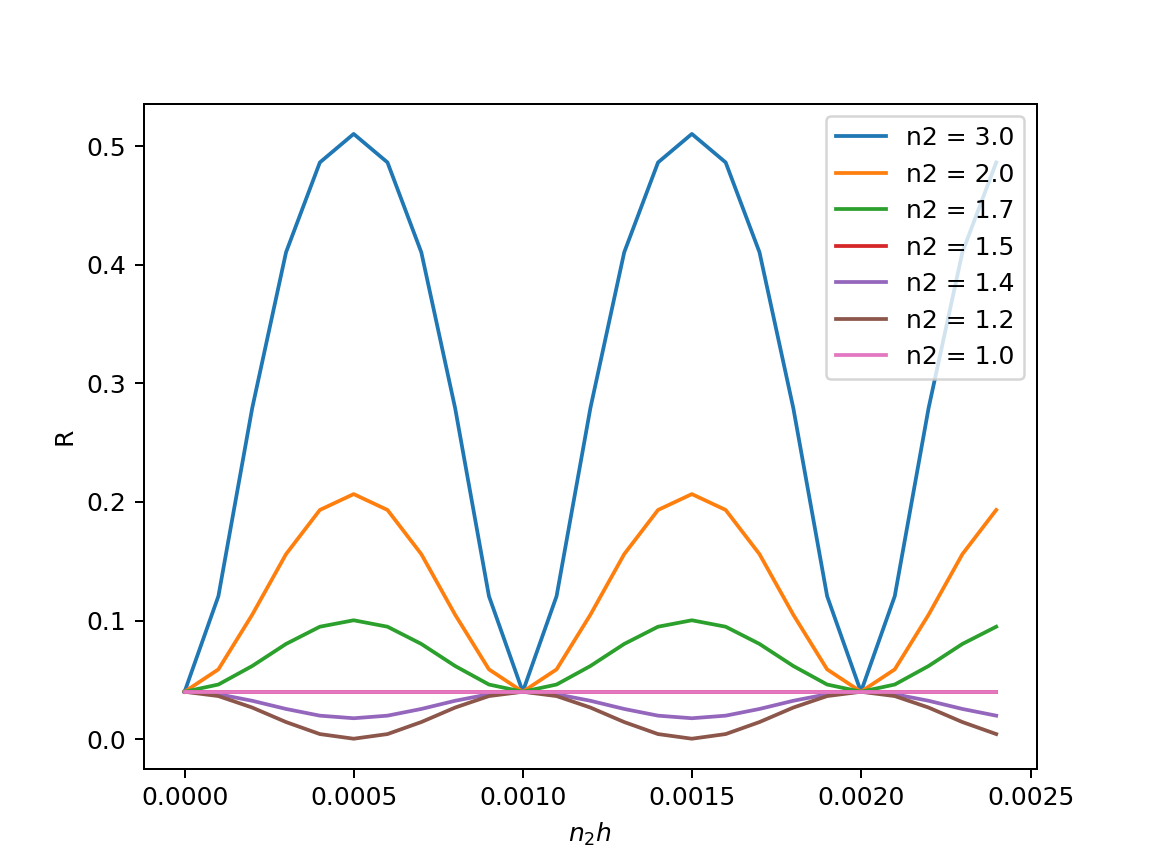 0.5
0.4
0.3
0.2
0.1
0.0
R
n2 = 3.0
n2 = 2.0
n2 = 1.7
n2 = 1.5
n2 = 1.4
n2 = 1.2
n2 = 1.0
0.0000 0.0005 0.0010 0.0015 0.0020 0.0025
n₂h